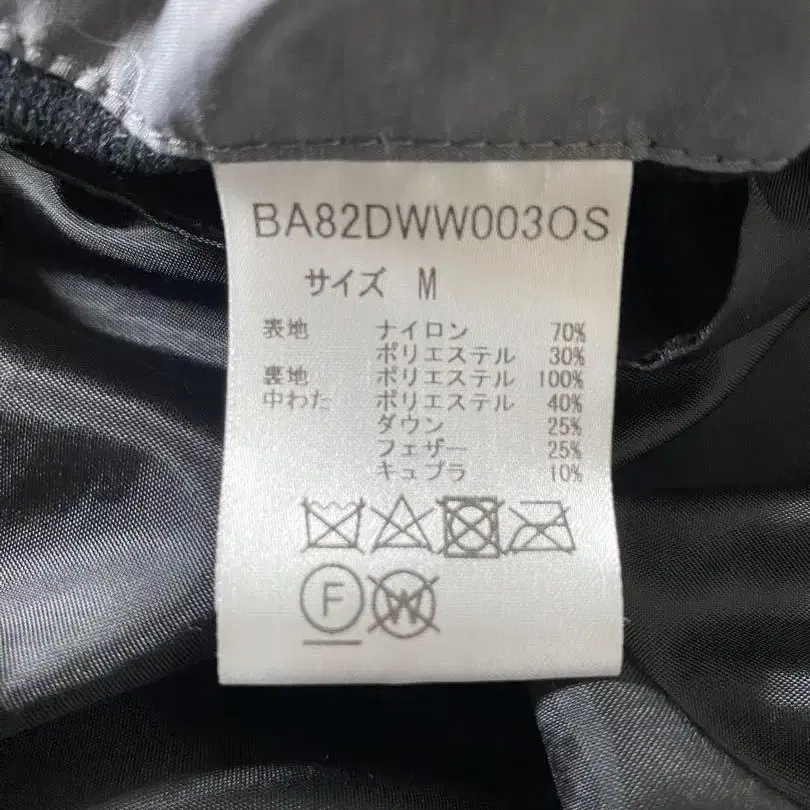 BA82DWW003OS
サイズ M
表地 ナイロン 70%
ポリエステル 30%
裏地 ポリエステル 100%
中わた ポリエステル 40%
ダウン 25%
フェザー 25%
キュプラ 10%
F W